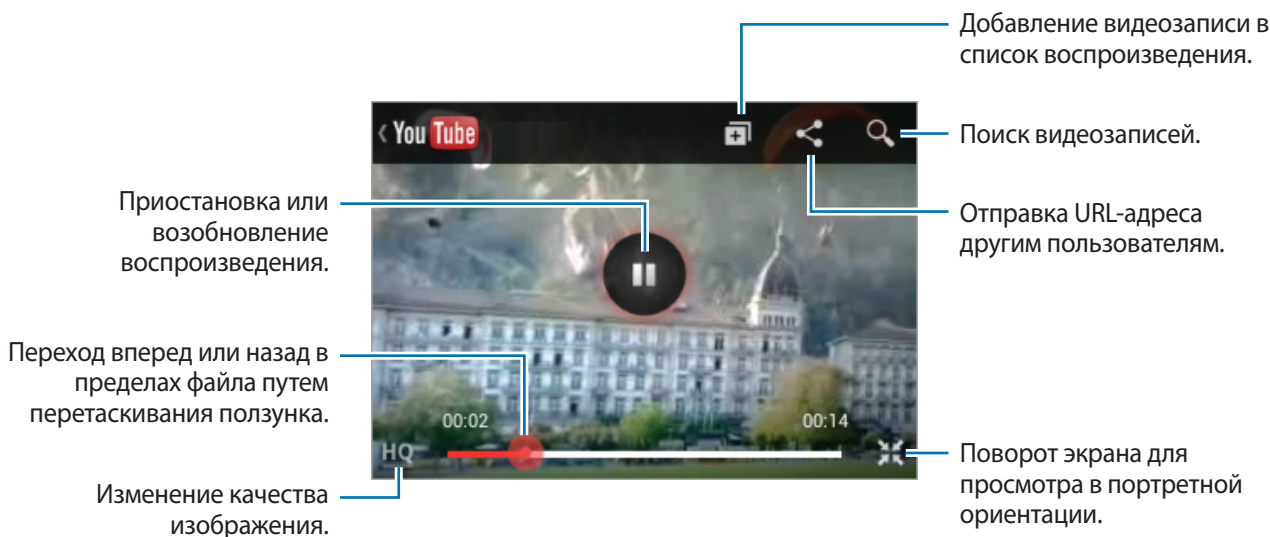 Добавление видеозаписи в
список воспроизведения.
You Tube
Поиск видеозаписей.
Приостановка или
возобновление
воспроизведения.
Отправка URL-адреса
другим пользователям.
Переход вперед или назад в
пределах файла путем
перетаскивания ползунка.
00:02
00:14
HQ
Изменение качества
изображения.
Поворот экрана для
просмотра в портретной
ориентации.